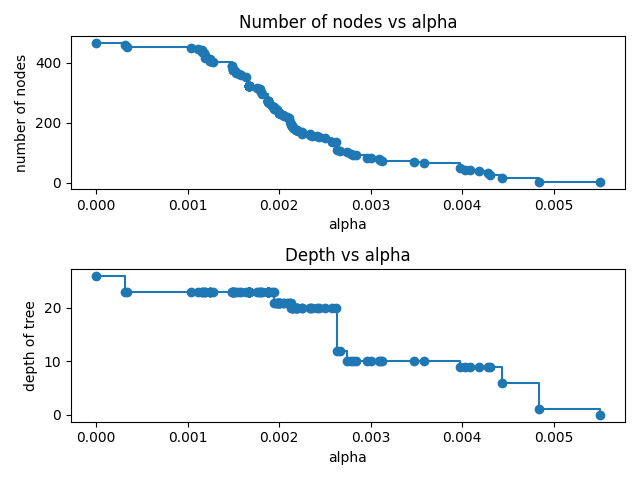 Number of nodes vs alpha
number of nodes
400
200
0
0.000 0.001 0.002 0.003 0.004 0.005
alpha
Depth vs alpha
depth of tree
20
10
0
0.000 0.001 0.002 0.003 0.004 0.005
alpha